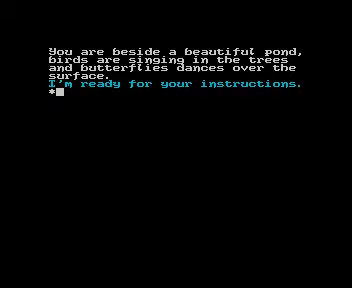 You are beside a beautiful pond,
birds are singing in the trees
and butterflies dances over the
surface.
I'm ready for your instructions.
*